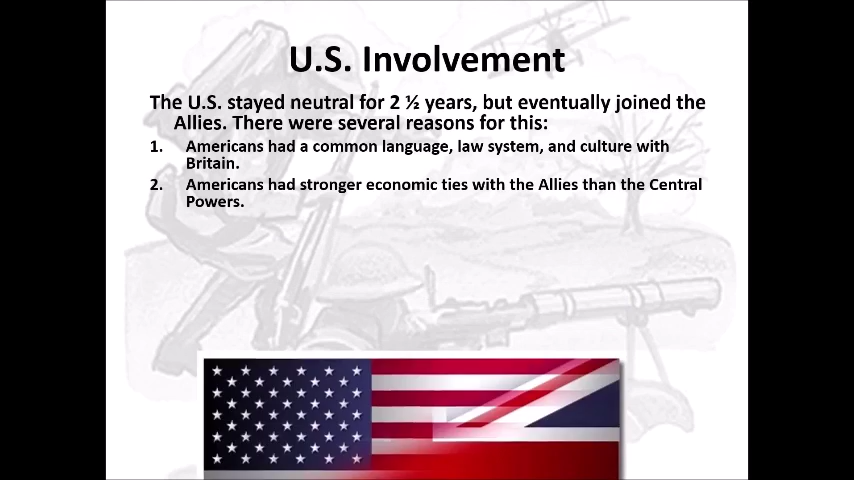 U.S. Involvement
The U.S. stayed neutral for 2 ½ years, but eventually joined the
Allies. There were several reasons for this:
1. Americans had a common language, law system, and culture with
Britain.
2. Americans had stronger economic ties with the Allies than the Central
Powers.